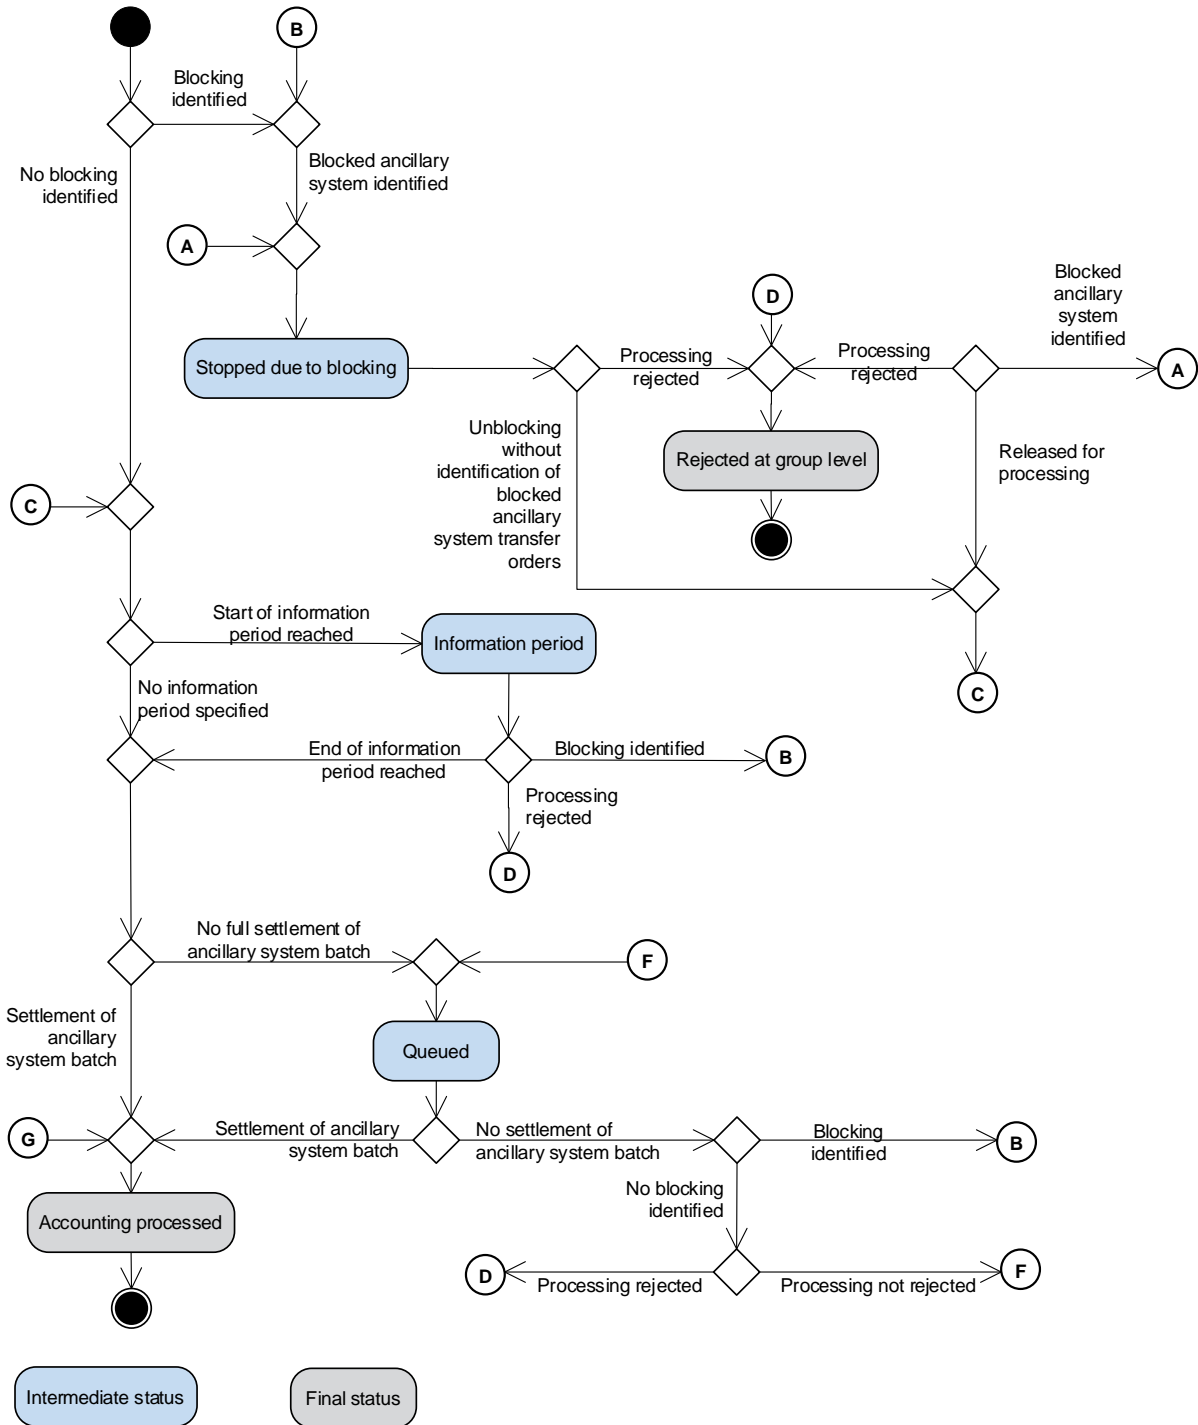 B
Blocking
identified
No blocking
identified
Blocked ancillary
system identified
A
D
Blocked
ancillary
system
identified
Stopped due to blocking
Processing
rejected
Processing
rejected
A
Unblocking
without
identification of
blocked
ancillary
system transfer
orders
Rejected at group level
Released for
processing
C
Start of information
period reached
Information period
C
No information
period specified
End of information
period reached
Blocking identified
B
Processing
rejected
D
No full settlement of
ancillary system batch
F
Settlement of
ancillary
system batch
Queued
G
Settlement of ancillary
system batch
No settlement of
ancillary system batch
Blocking
identified
B
No blocking
identified
Accounting processed
D
Processing rejected
Processing not rejected
F
Intermediate status
Final status